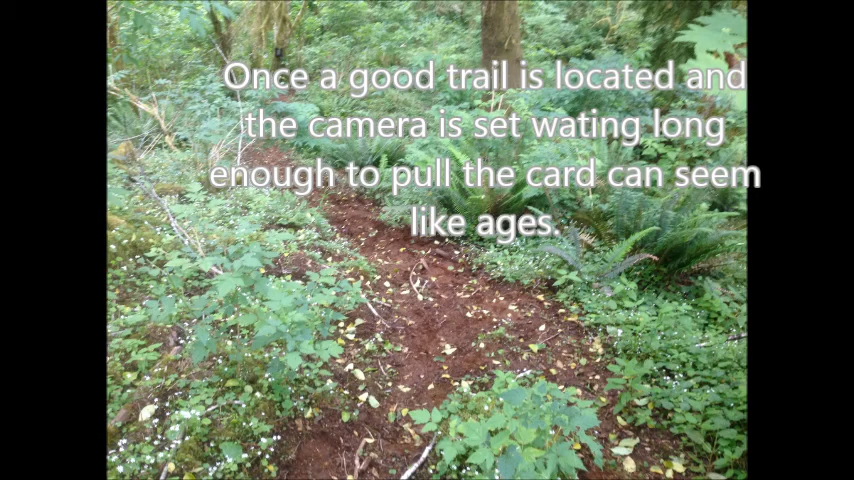 Once a good trail is located and
the camera is set wating long
enough to pull the card can seem
like ages.